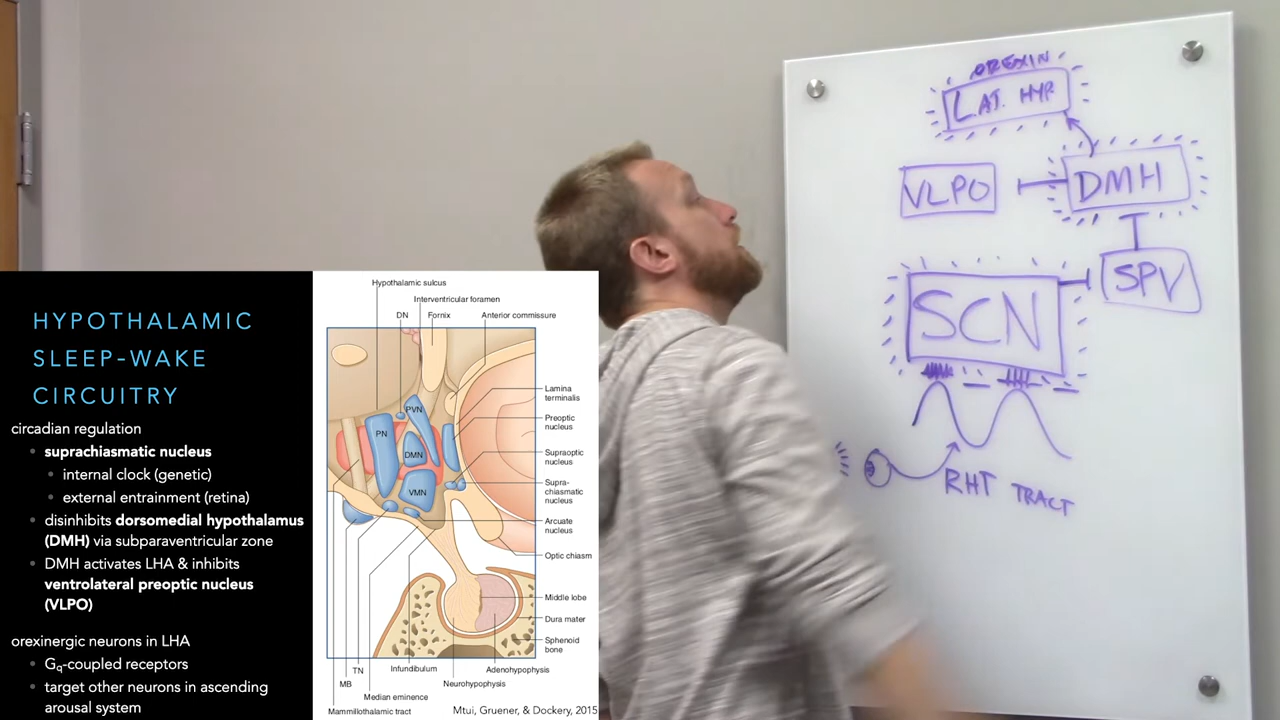 HYPOTHALAMIC
SLEEP-WAKE
CIRCUITRY
circadian regulation
suprachiasmatic nucleus
internal clock (genetic)
external entrainment (retina)
disinhibits dorsomedial hypothalamus
(DMH) via subparaventricular zone
DMH activates LHA & inhibits
ventrolateral preoptic nucleus
(VLPO)
orexinergic neurons in LHA
Gq-coupled receptors
target other neurons in ascending
arousal system
Hypothalamic sulcus
Interventricular foramen
DN
Fornix
Anterior commissure
Lamina
terminalis
Preoptic
nucleus
Supraoptic
nucleus
Supra-
chiasmatic
nucleus
Arcuate
nucleus
Optic chiasm
Middle lobe
Dura mater
Sphenoid
bone
PVN
PN
DMN
VMN
Adenohypophysis
Infundibulum
TN
Neurohypophysis
MB
Median eminence
Mammillothalamic tract
Mtui, Gruener, & Dockery, 2015
OREXIN
LAT. HYP
VLPO
DMH
SPV
SCN
RHT TRACT